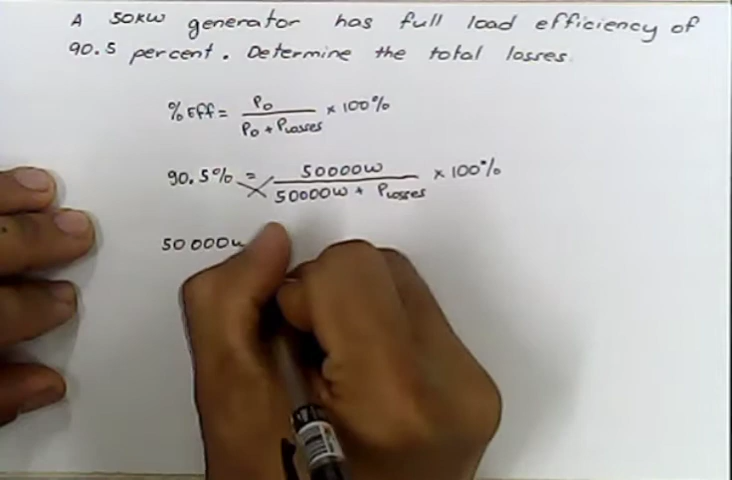 A 50KW generator has full load efficiency of
90.5 percent. Determine the total losses.
% Eff = Po / Po + Plosses × 100%
90.5% = 50000W / 50000W + Plosses × 100%
50000W